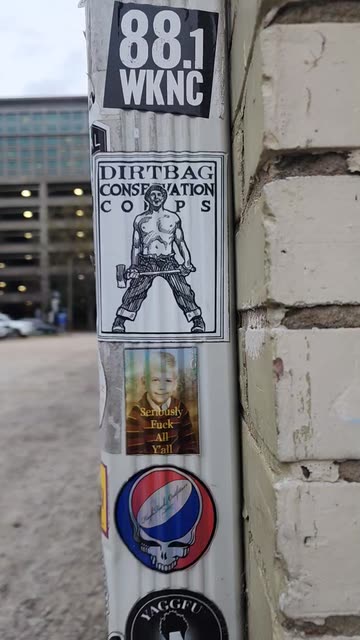 88.1
WKNC
DIRTBAG
CONSERVATION
CORPS
Seriously
Fuck
All
Y'all
YAGGFU